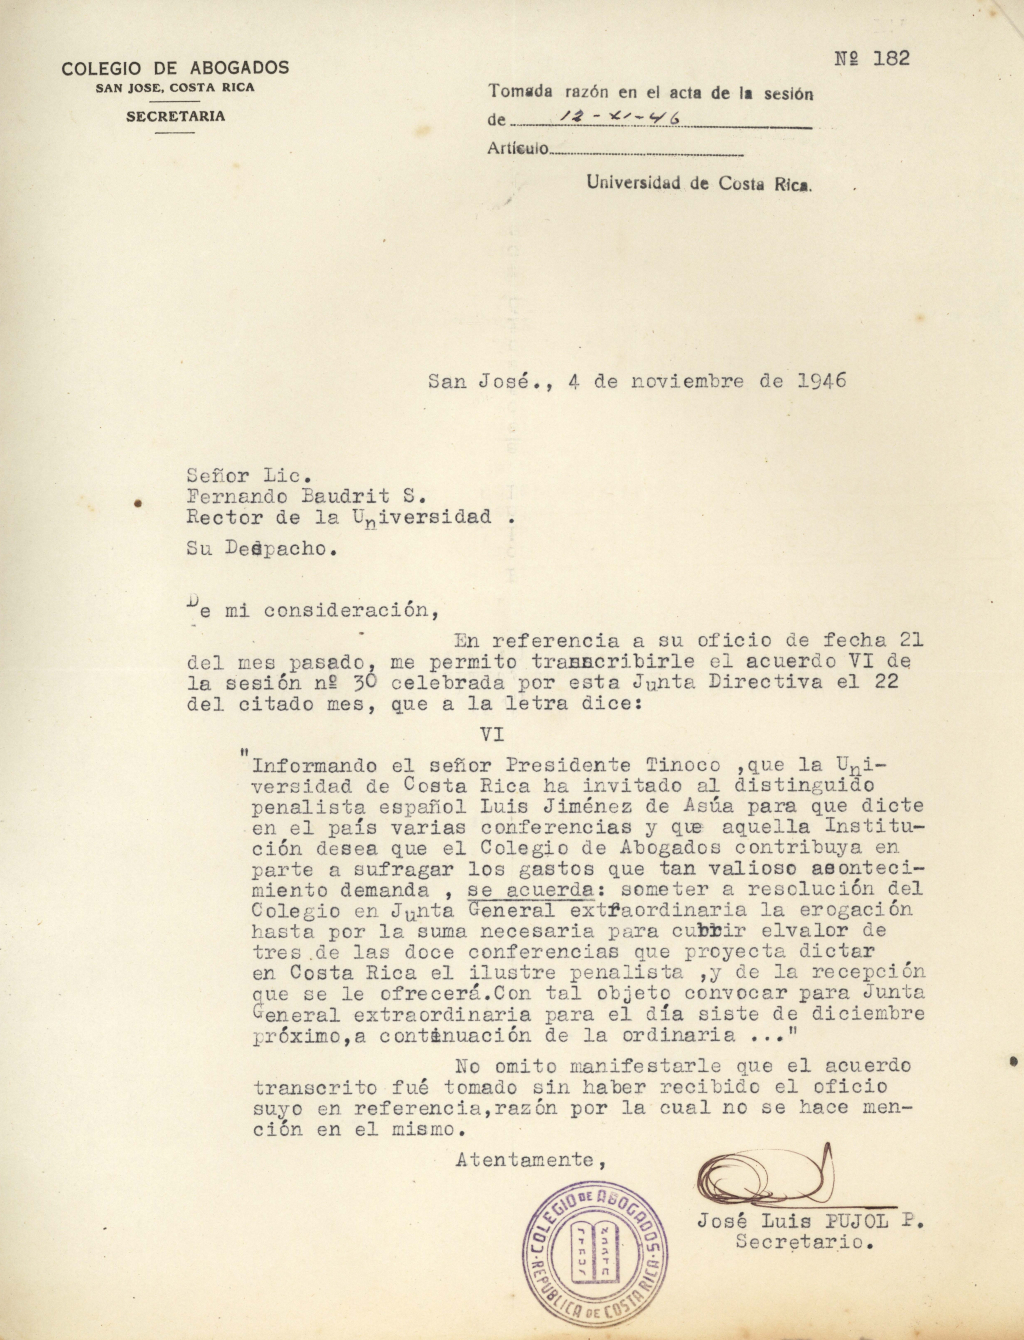 Nº 182
COLEGIO DE ABOGADOS
SAN JOSE, COSTA RICA
SECRETARIA
Tomada razón en el acta de la sesión
de 12-XI-46
Artículo
Universidad de Costa Rica.
San José., 4 de noviembre de 1946
Señor Lic.
Fernando Baudrit S.
Rector de la Universidad .
Su Despacho.
De mi consideración,
En referencia a su oficio de fecha 21
del mes pasado, me permito transcribirle el acuerdo VI de
la sesión nº 30 celebrada por esta Junta Directiva el 22
del citado mes, que a la letra dice:
VI
"Informando el señor Presidente Tinoco ,que la Uni-
versidad de Costa Rica ha invitado al distinguido
penalista español Luis Jiménez de Asúa para que dicte
en el país varias conferencias y que aquella Institu-
ción desea que el Colegio de Abogados contribuya en
parte a sufragar los gastos que tan valioso aconteci-
miento demanda , se acuerda: someter a resolución del
Colegio en Junta General extraordinaria la erogación
hasta por la suma necesaria para cubrir elvalor de
tres .de las doce conferencias que proyecta dictar
en Costa Rica el ilustre penalista ,y de la recepción
que se le ofrecerá.Con tal objeto convocar para Junta
General extraordinaria para el día siste de diciembre
próximo,a continuación de la ordinaria ..."
No omito manifestarle que el acuerdo
transcrito fué tomado sin haber recibido el oficio
suyo en referencia,razón por la cual no se hace men-
ción en el mismo.
Atentamente,
José Luis PUJOL P.
Secretario.
COLEGIO DE ABOGADOS
REPUBLICA DE COSTA RICA